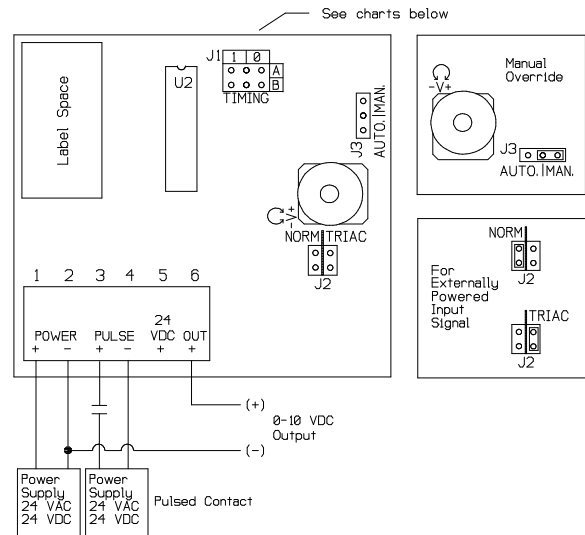 See charts below
Label Space
U2
J1
1 0
A
B
TIMING
J3
AUTO. MAN.
-V+
NORM TRIAC
J2
1 2 3 4 5 6
24
POWER PULSE VDC OUT
+ - + - + +
(+)
0-10 VDC
Output
(-)
Power
Supply
24 VAC
24 VDC
Power
Supply
24 VAC
24 VDC
Pulsed Contact
Manual
Override
-V+
J3
AUTO. MAN.
For
Externally
Powered
Input
Signal
NORM
J2
TRIAC
J2